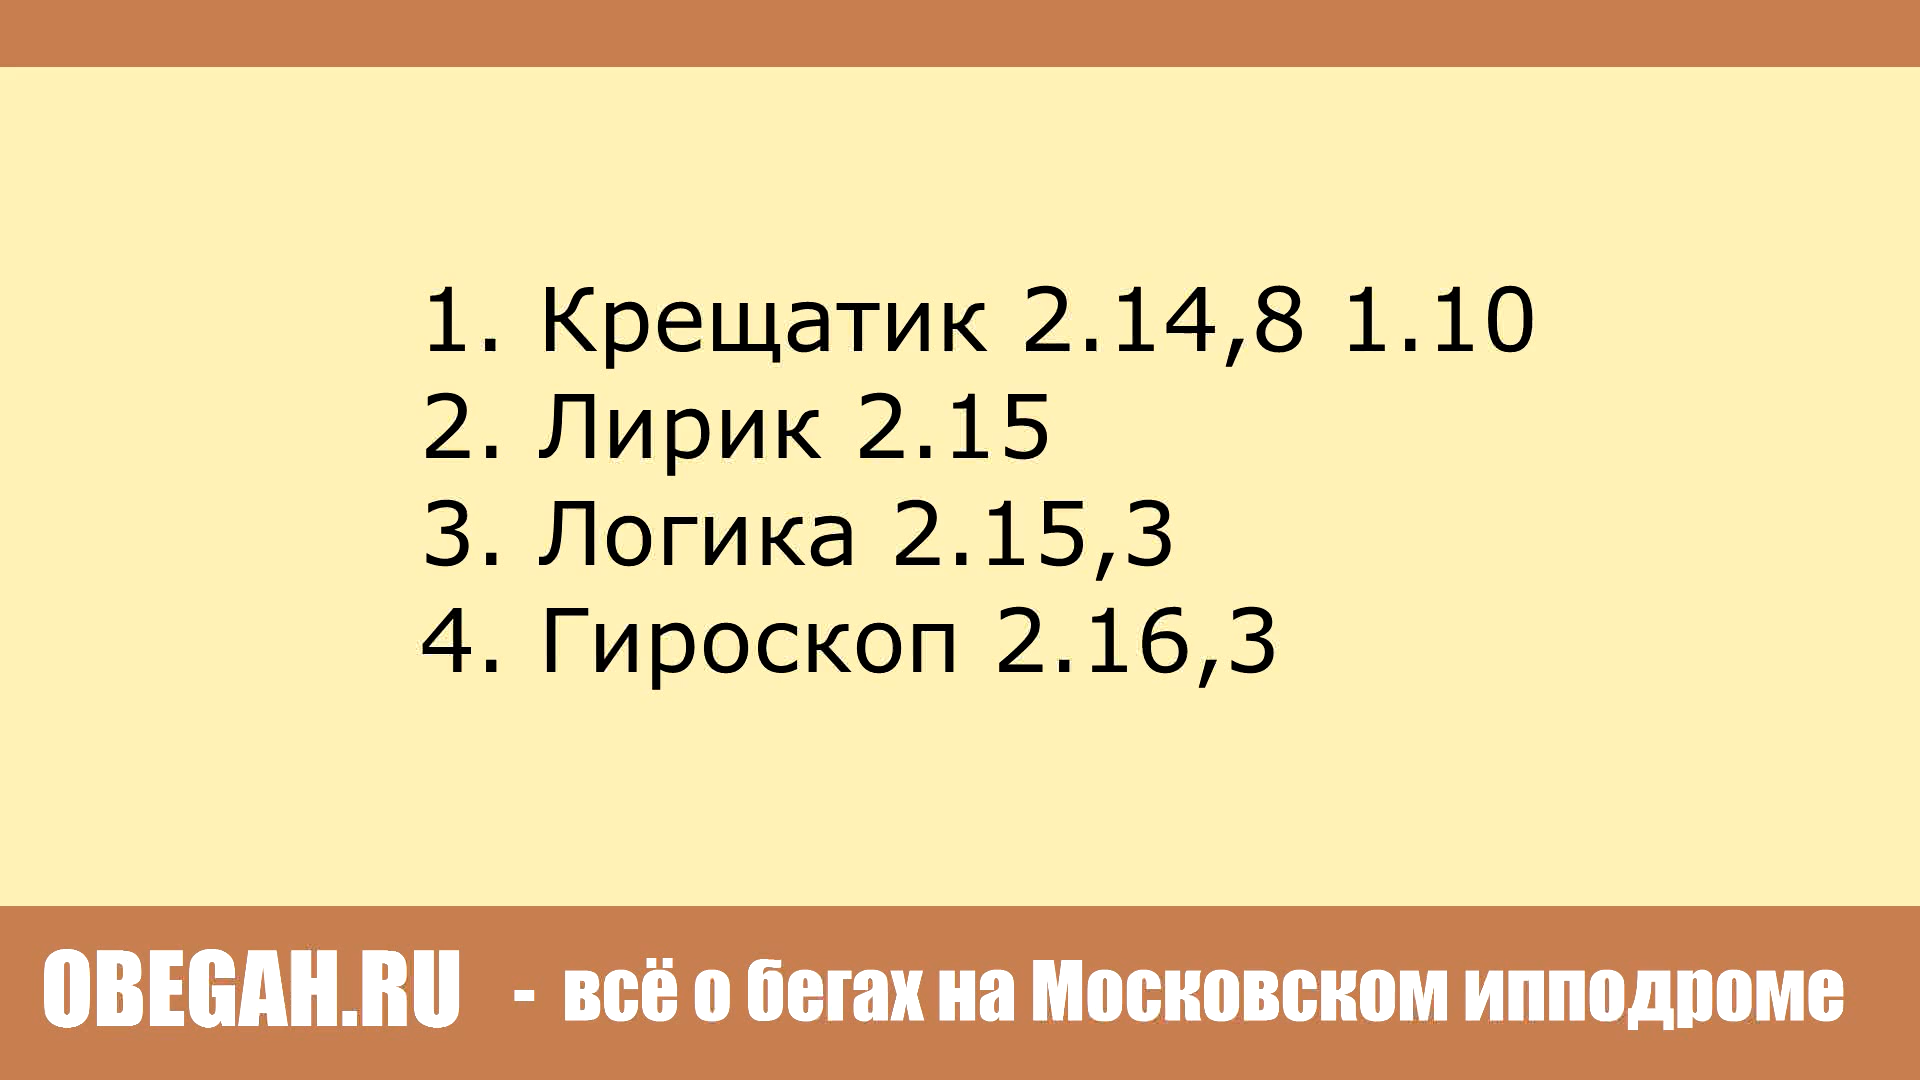 1. Крещатик 2.14,8 1.10
2. Лирик 2.15
3. Логика 2.15,3
4. Гироскоп 2.16,3
OBEGAH.RU - всё о бегах на Московском ипподроме